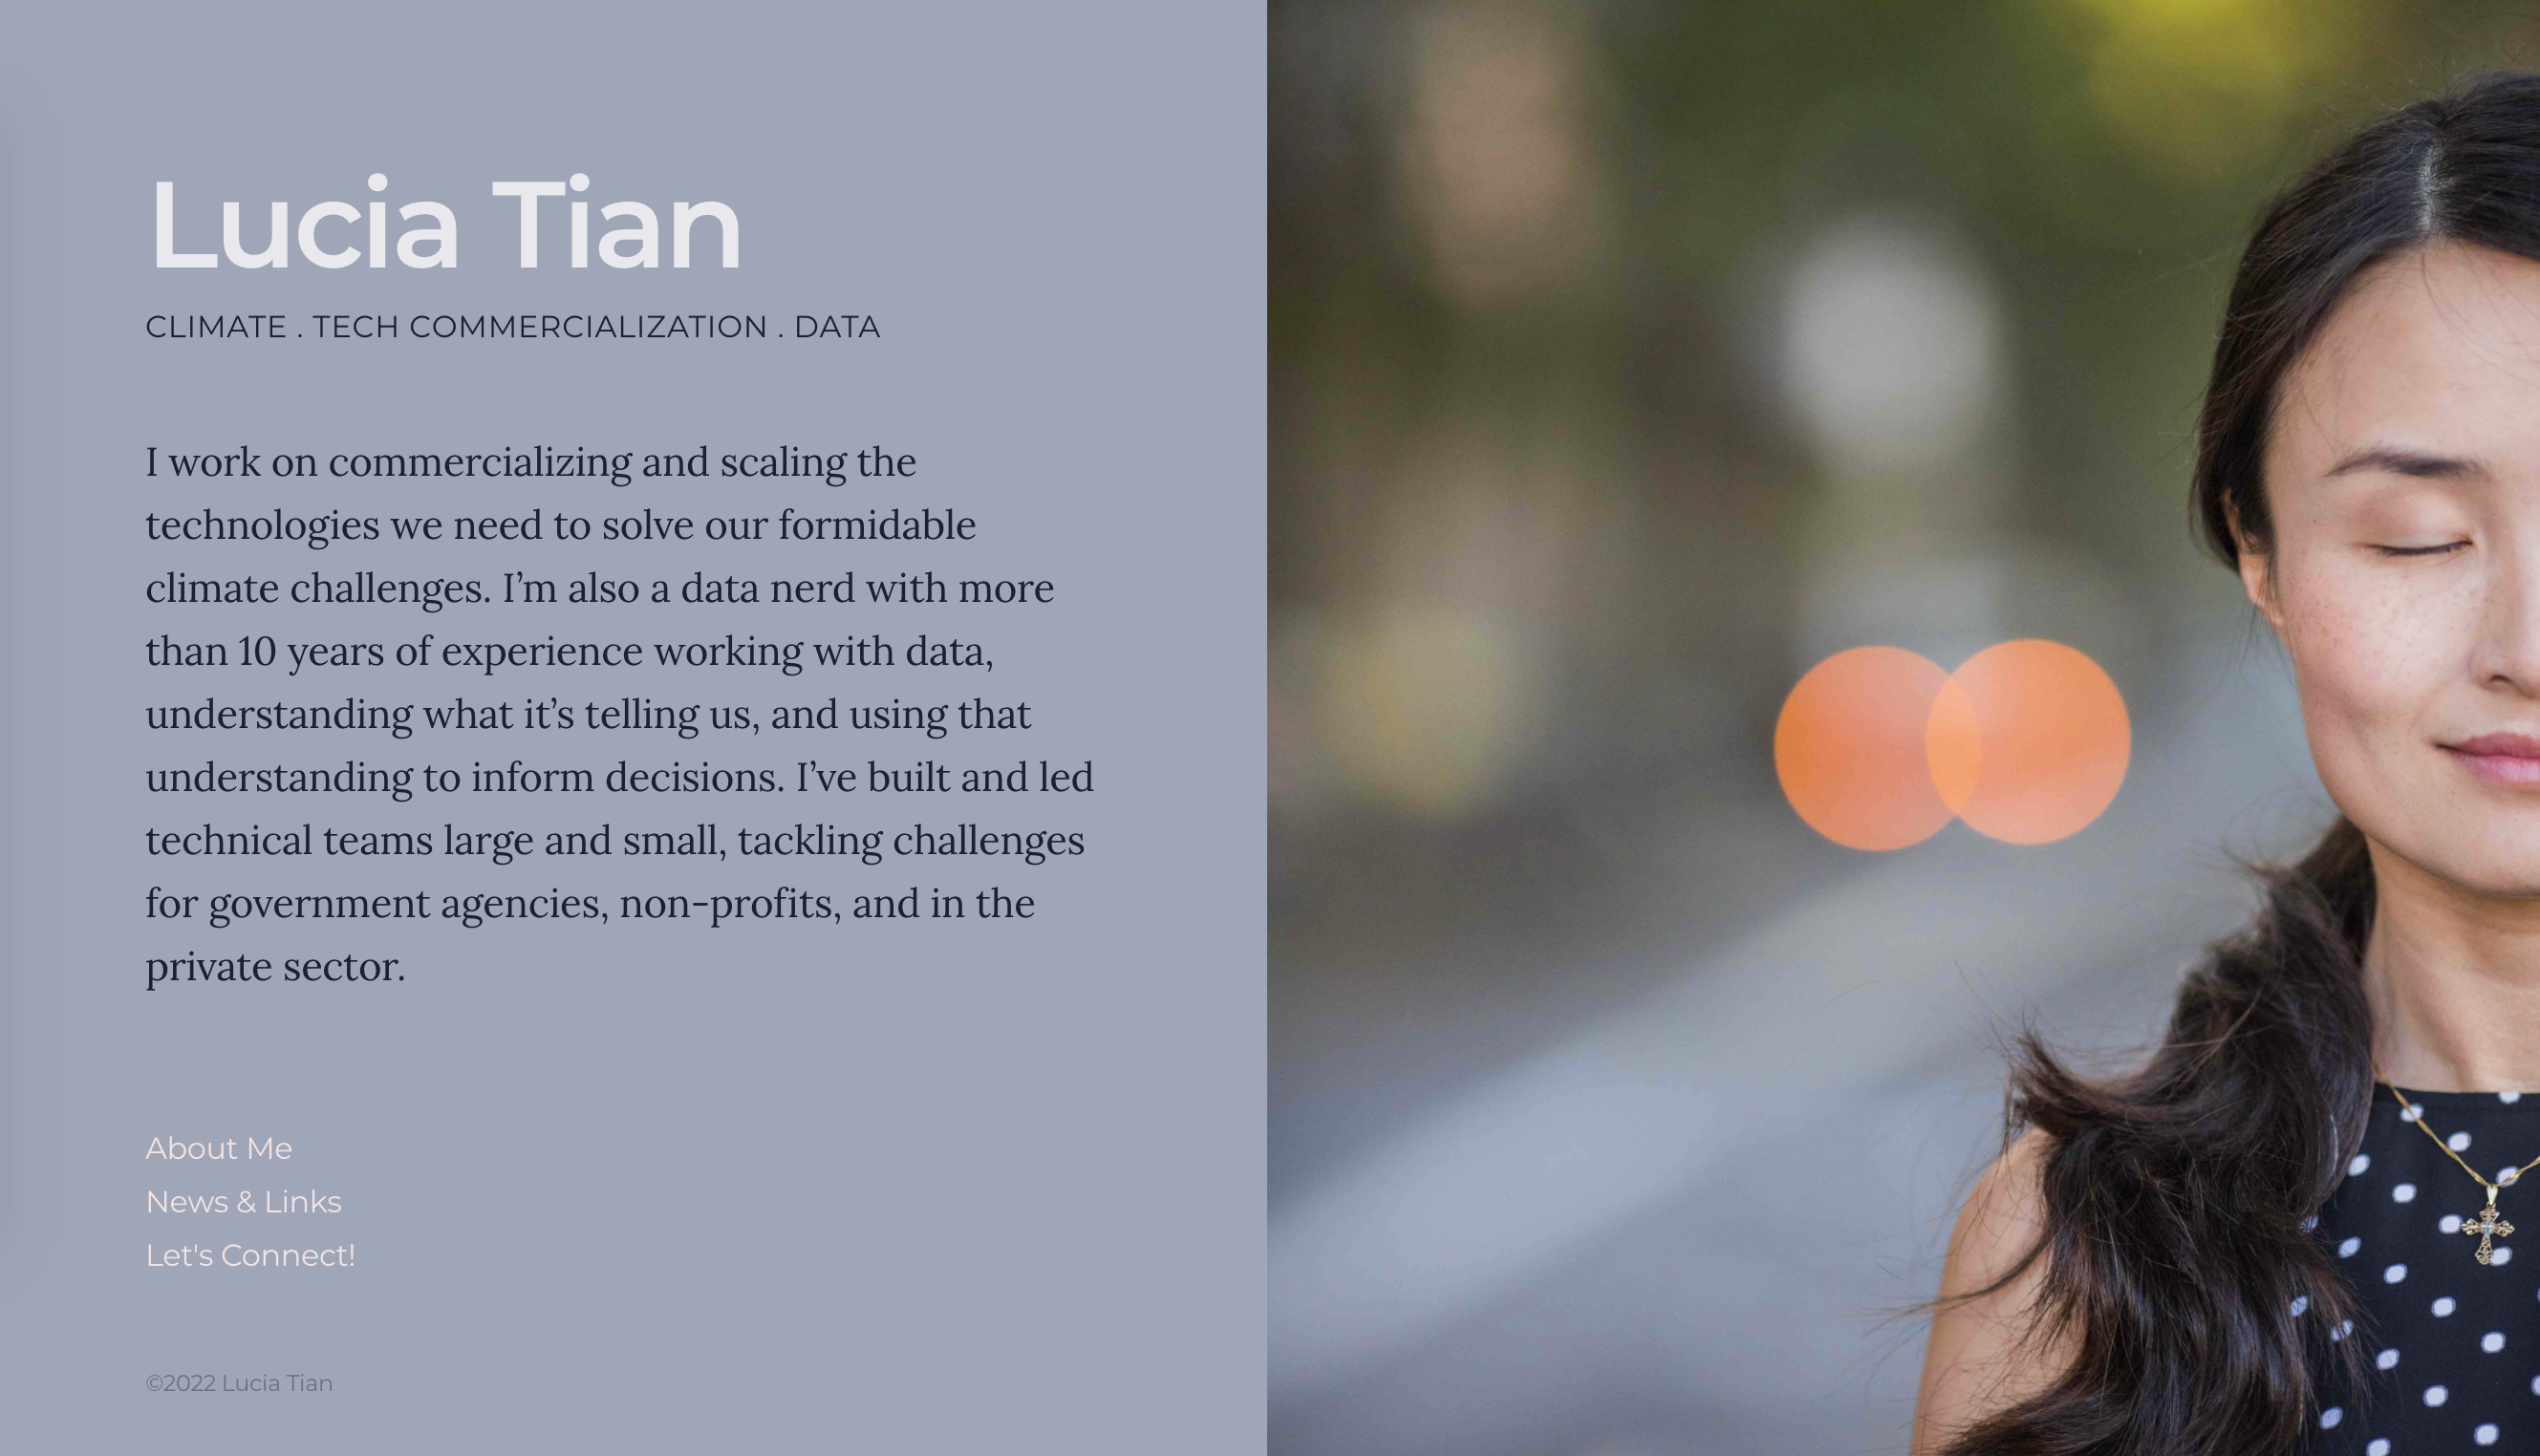 Lucia Tian
CLIMATE . TECH COMMERCIALIZATION . DATA
I work on commercializing and scaling the
technologies we need to solve our formidable
climate challenges. I’m also a data nerd with more
than 10 years of experience working with data,
understanding what it’s telling us, and using that
understanding to inform decisions. I’ve built and led
technical teams large and small, tackling challenges
for government agencies, non-profits, and in the
private sector.
About Me
News & Links
Let's Connect!
©2022 Lucia Tian